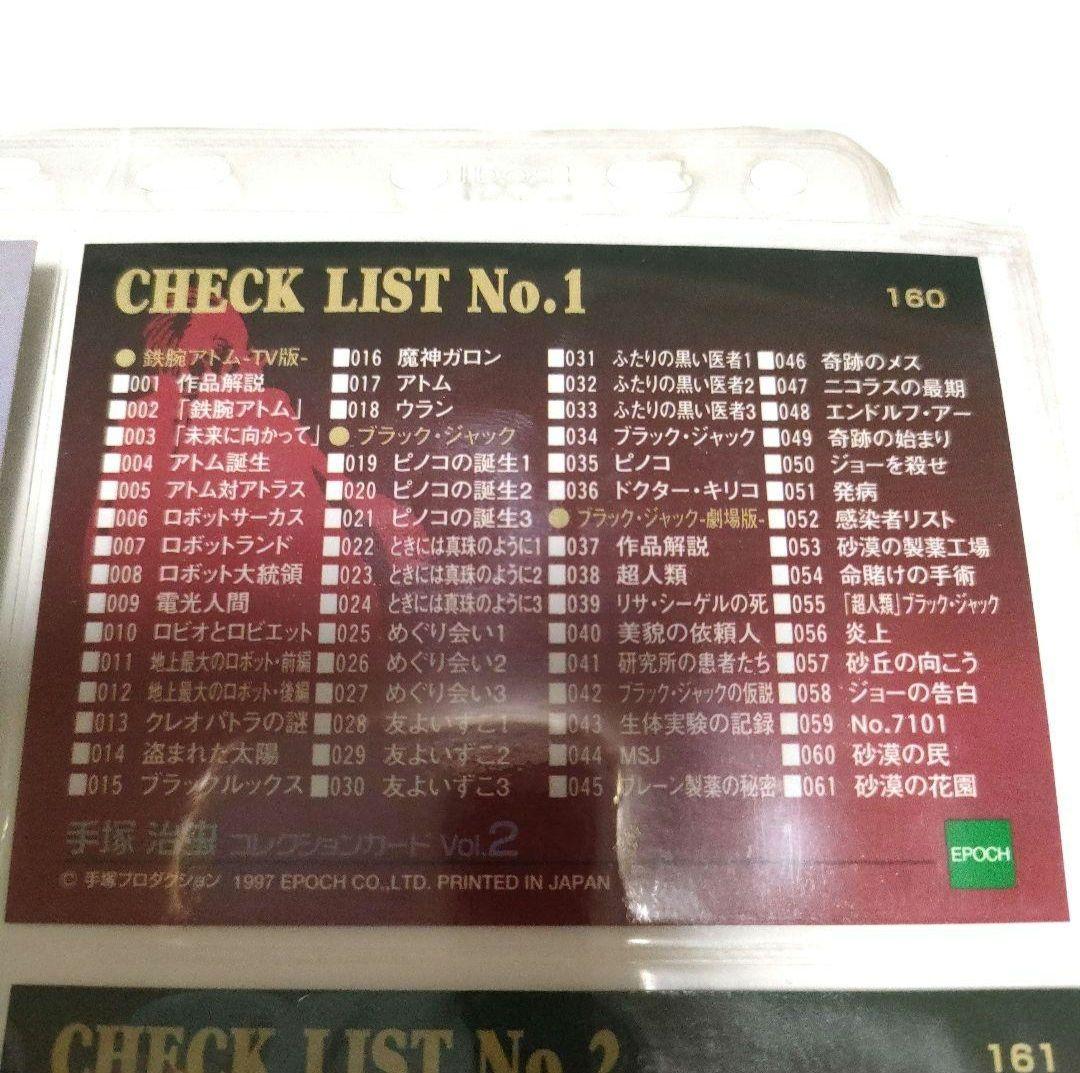 CHECK LIST No.1
160
● 鉄腕アトム-TV版-
001 作品解説
002 「鉄腕アトム」
003 「未来に向かって」
004 アトム誕生
005 アトム対アトラス
006 ロボットサーカス
007 ロボットランド
008 ロボット大統領
009 電光人間
010 ロビオとロビエット
011 地上最大のロボット・前編
012 地上最大のロボット・後編
013 クレオパトラの謎
014 盗まれた太陽
015 ブラックルックス
016 魔神ガロン
017 アトム
018 ウラン
● ブラック・ジャック
019 ピノコの誕生1
020 ピノコの誕生2
021 ピノコの誕生3
022 ときには真珠のように1
023 ときには真珠のように2
024 ときには真珠のように3
025 めぐり会い1
026 めぐり会い2
027 めぐり会い3
028 友よいずこ1
029 友よいずこ2
030 友よいずこ3
031 ふたりの黒い医者1
032 ふたりの黒い医者2
033 ふたりの黒い医者3
034 ブラック・ジャック
035 ピノコ
036 ドクター・キリコ
● ブラック・ジャック-劇場版-
037 作品解説
038 超人類
039 リサ・シーゲルの死
040 美貌の依頼人
041 研究所の患者たち
042 ブラック・ジャックの仮説
043 生体実験の記録
044 MSJ
045 ブレーン製薬の秘密
046 奇跡のメス
047 ニコラスの最期
048 エンドルフ・アー
049 奇跡の始まり
050 ジョーを殺せ
051 発病
052 感染者リスト
053 砂漠の製薬工場
054 命賭けの手術
055 「超人類」ブラック・ジャック
056 炎上
057 砂丘の向こう
058 ジョーの告白
059 No.7101
060 砂漠の民
061 砂漠の花園
手塚 治虫 コレクションカード Vol.2
EPOCH
© 手塚プロダクション 1997 EPOCH CO.,LTD. PRINTED IN JAPAN
CHECK LIST No.2
161